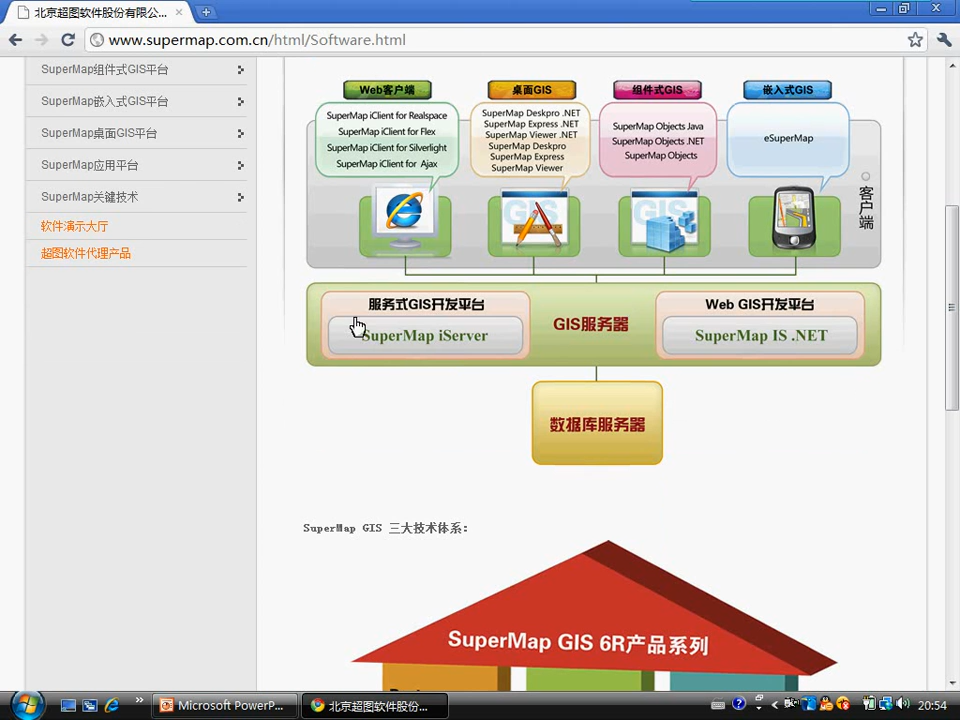 北京超图软件股份有限公...
www.supermap.com.cn/html/Software.html
SuperMap组件式GIS平台
SuperMap嵌入式GIS平台
SuperMap桌面GIS平台
SuperMap应用平台
SuperMap关键技术
软件演示大厅
超图软件代理产品
Web客户端
SuperMap iClient for Realspace
SuperMap iClient for Flex
SuperMap iClient for Silverlight
SuperMap iClient for Ajax
桌面GIS
SuperMap Deskpro .NET
SuperMap Express .NET
SuperMap Viewer .NET
SuperMap Deskpro
SuperMap Express
SuperMap Viewer
组件式GIS
SuperMap Objects Java
SuperMap Objects .NET
SuperMap Objects
嵌入式GIS
eSuperMap
GIS
GIS
客户端
服务式GIS开发平台
SuperMap iServer
GIS服务器
Web GIS开发平台
SuperMap IS .NET
数据库服务器
SuperMap GIS 三大技术体系:
SuperMap GIS 6R产品系列
Microsoft PowerP...
北京超图软件股份...
20:54